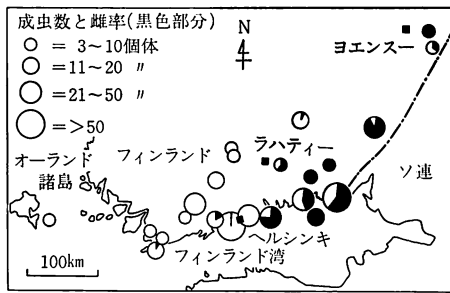 成虫数と雌率(黒色部分)
= 3~10個体
=11~20 〃
=21~50 〃
=>50
N
ヨエンスー
オーランド
諸島
フィンランド
ラハティー
ソ連
ヘルシンキ
フィンランド湾
100km